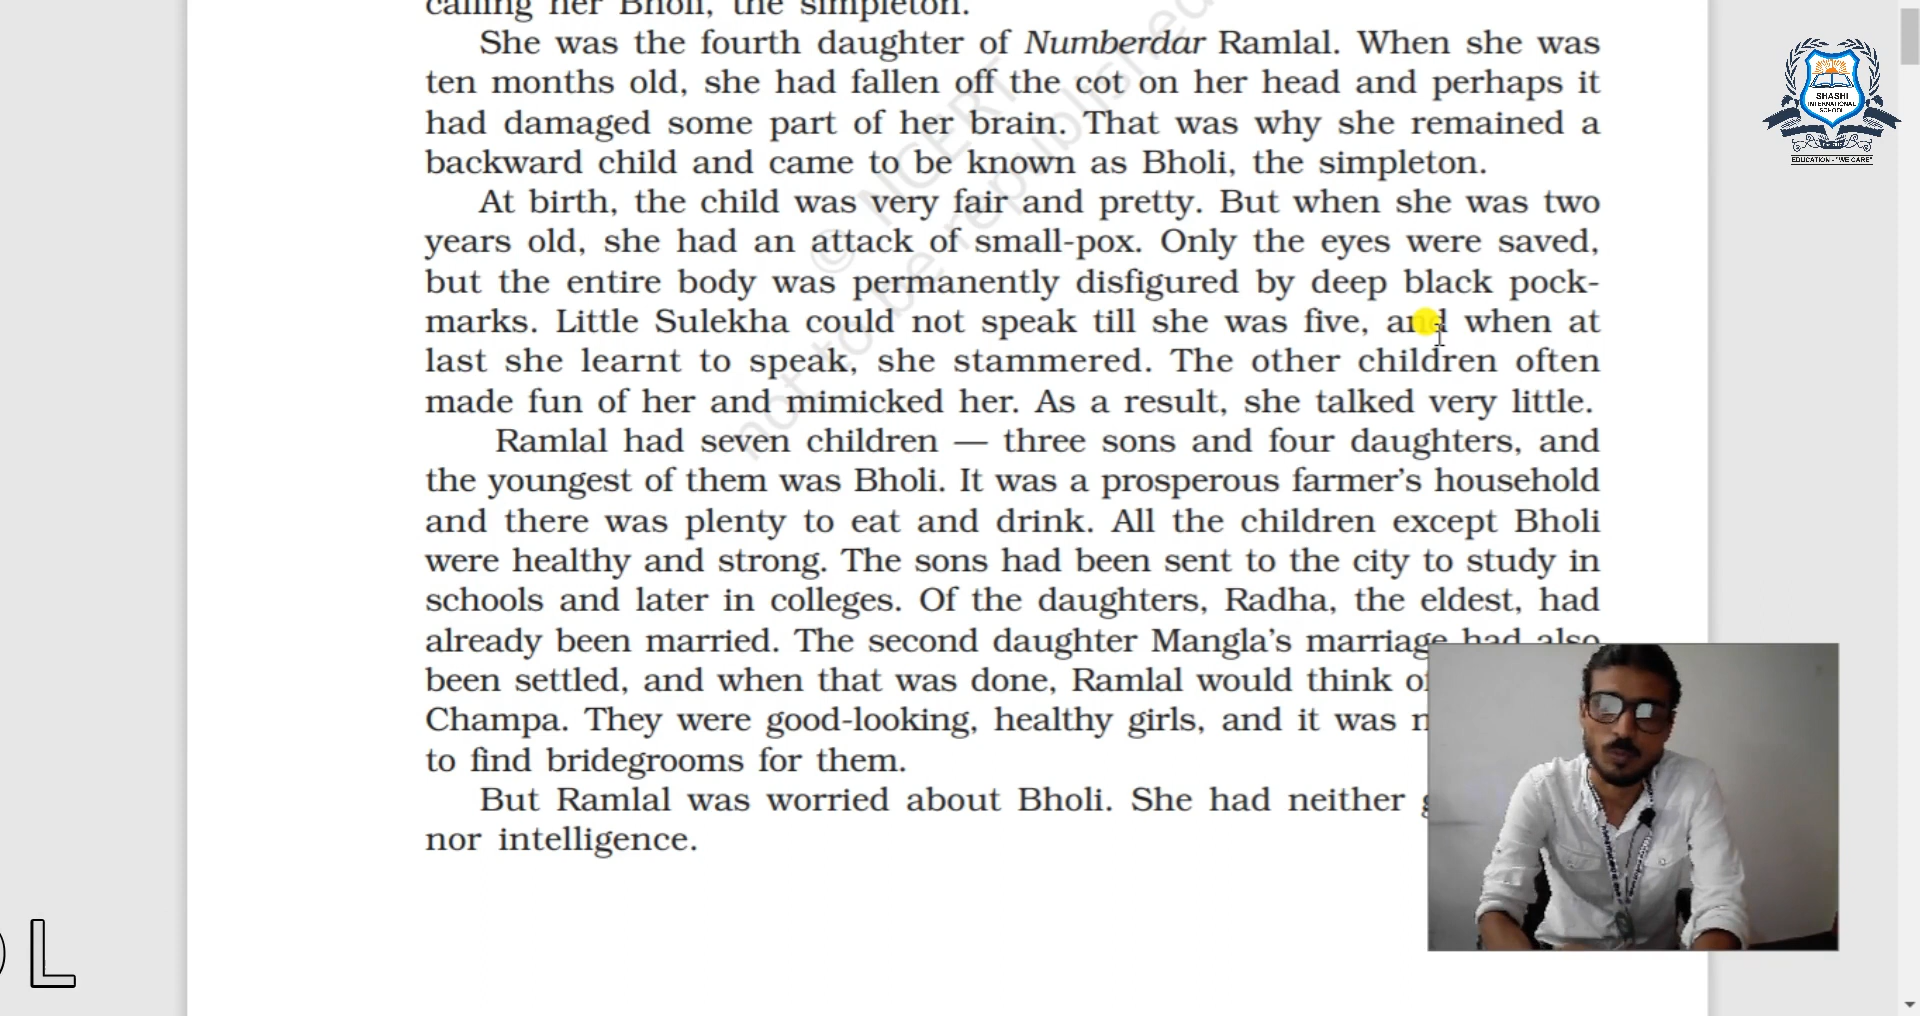 calling her Bholi, the simpleton.
She was the fourth daughter of Numberdar Ramlal. When she was
ten months old, she had fallen off the cot on her head and perhaps it
had damaged some part of her brain. That was why she remained a
backward child and came to be known as Bholi, the simpleton.
At birth, the child was very fair and pretty. But when she was two
years old, she had an attack of small-pox. Only the eyes were saved,
but the entire body was permanently disfigured by deep black pock-
marks. Little Sulekha could not speak till she was five, and when at
last she learnt to speak, she stammered. The other children often
made fun of her and mimicked her. As a result, she talked very little.
Ramlal had seven children — three sons and four daughters, and
the youngest of them was Bholi. It was a prosperous farmer's household
and there was plenty to eat and drink. All the children except Bholi
were healthy and strong. The sons had been sent to the city to study in
schools and later in colleges. Of the daughters, Radha, the eldest, had
already been married. The second daughter Mangla's marriage had also
been settled, and when that was done, Ramlal would think
Champa. They were good-looking, healthy girls, and it was
to find bridegrooms for them.
But Ramlal was worried about Bholi. She had neither
nor intelligence.
© NCERT
not to be republished
SHASHI
INTERNATIONAL
SCHOOL
EDUCATION - "WE CARE"
L